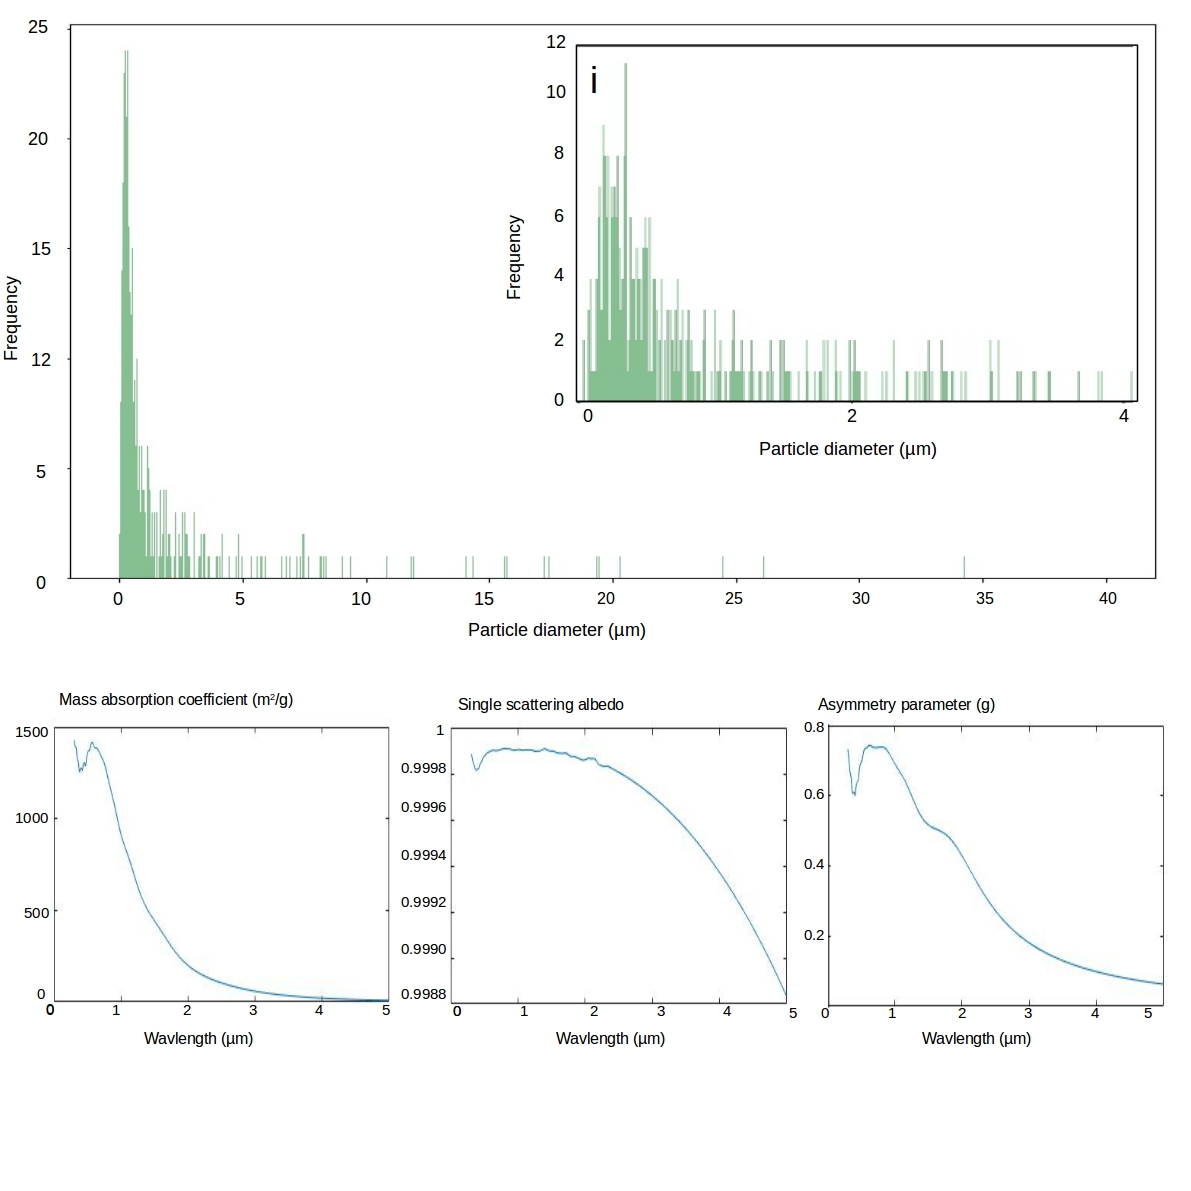 25
20
15
12
5
0
Frequency
0 5 10 15 20 25 30 35 40
Particle diameter (µm)
i
12
10
8
6
4
2
0
Frequency
0 2 4
Particle diameter (µm)
Mass absorption coefficient (m²/g)
1500
1000
500
0
0 1 2 3 4 5
Wavlength (µm)
Single scattering albedo
1
0.9998
0.9996
0.9994
0.9992
0.9990
0.9988
0 1 2 3 4 5
Wavlength (µm)
Asymmetry parameter (g)
0.8
0.6
0.4
0.2
0 1 2 3 4 5
Wavlength (µm)